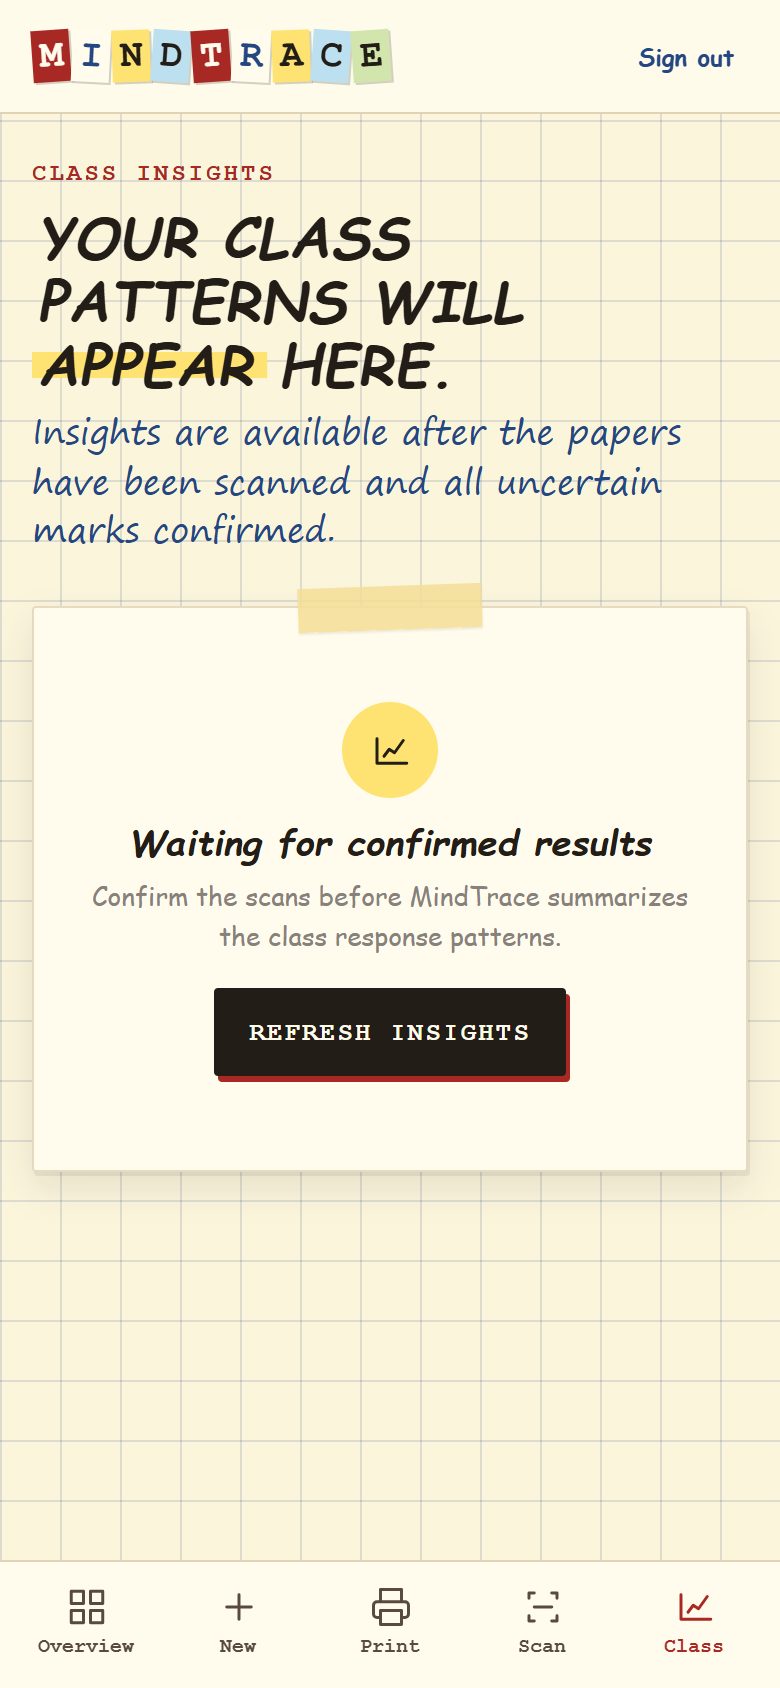 MINDTRACE
Sign out
CLASS INSIGHTS
YOUR CLASS
PATTERNS WILL
APPEAR HERE.
Insights are available after the papers
have been scanned and all uncertain
marks confirmed.
Waiting for confirmed results
Confirm the scans before MindTrace summarizes
the class response patterns.
REFRESH INSIGHTS
Overview New Print Scan Class